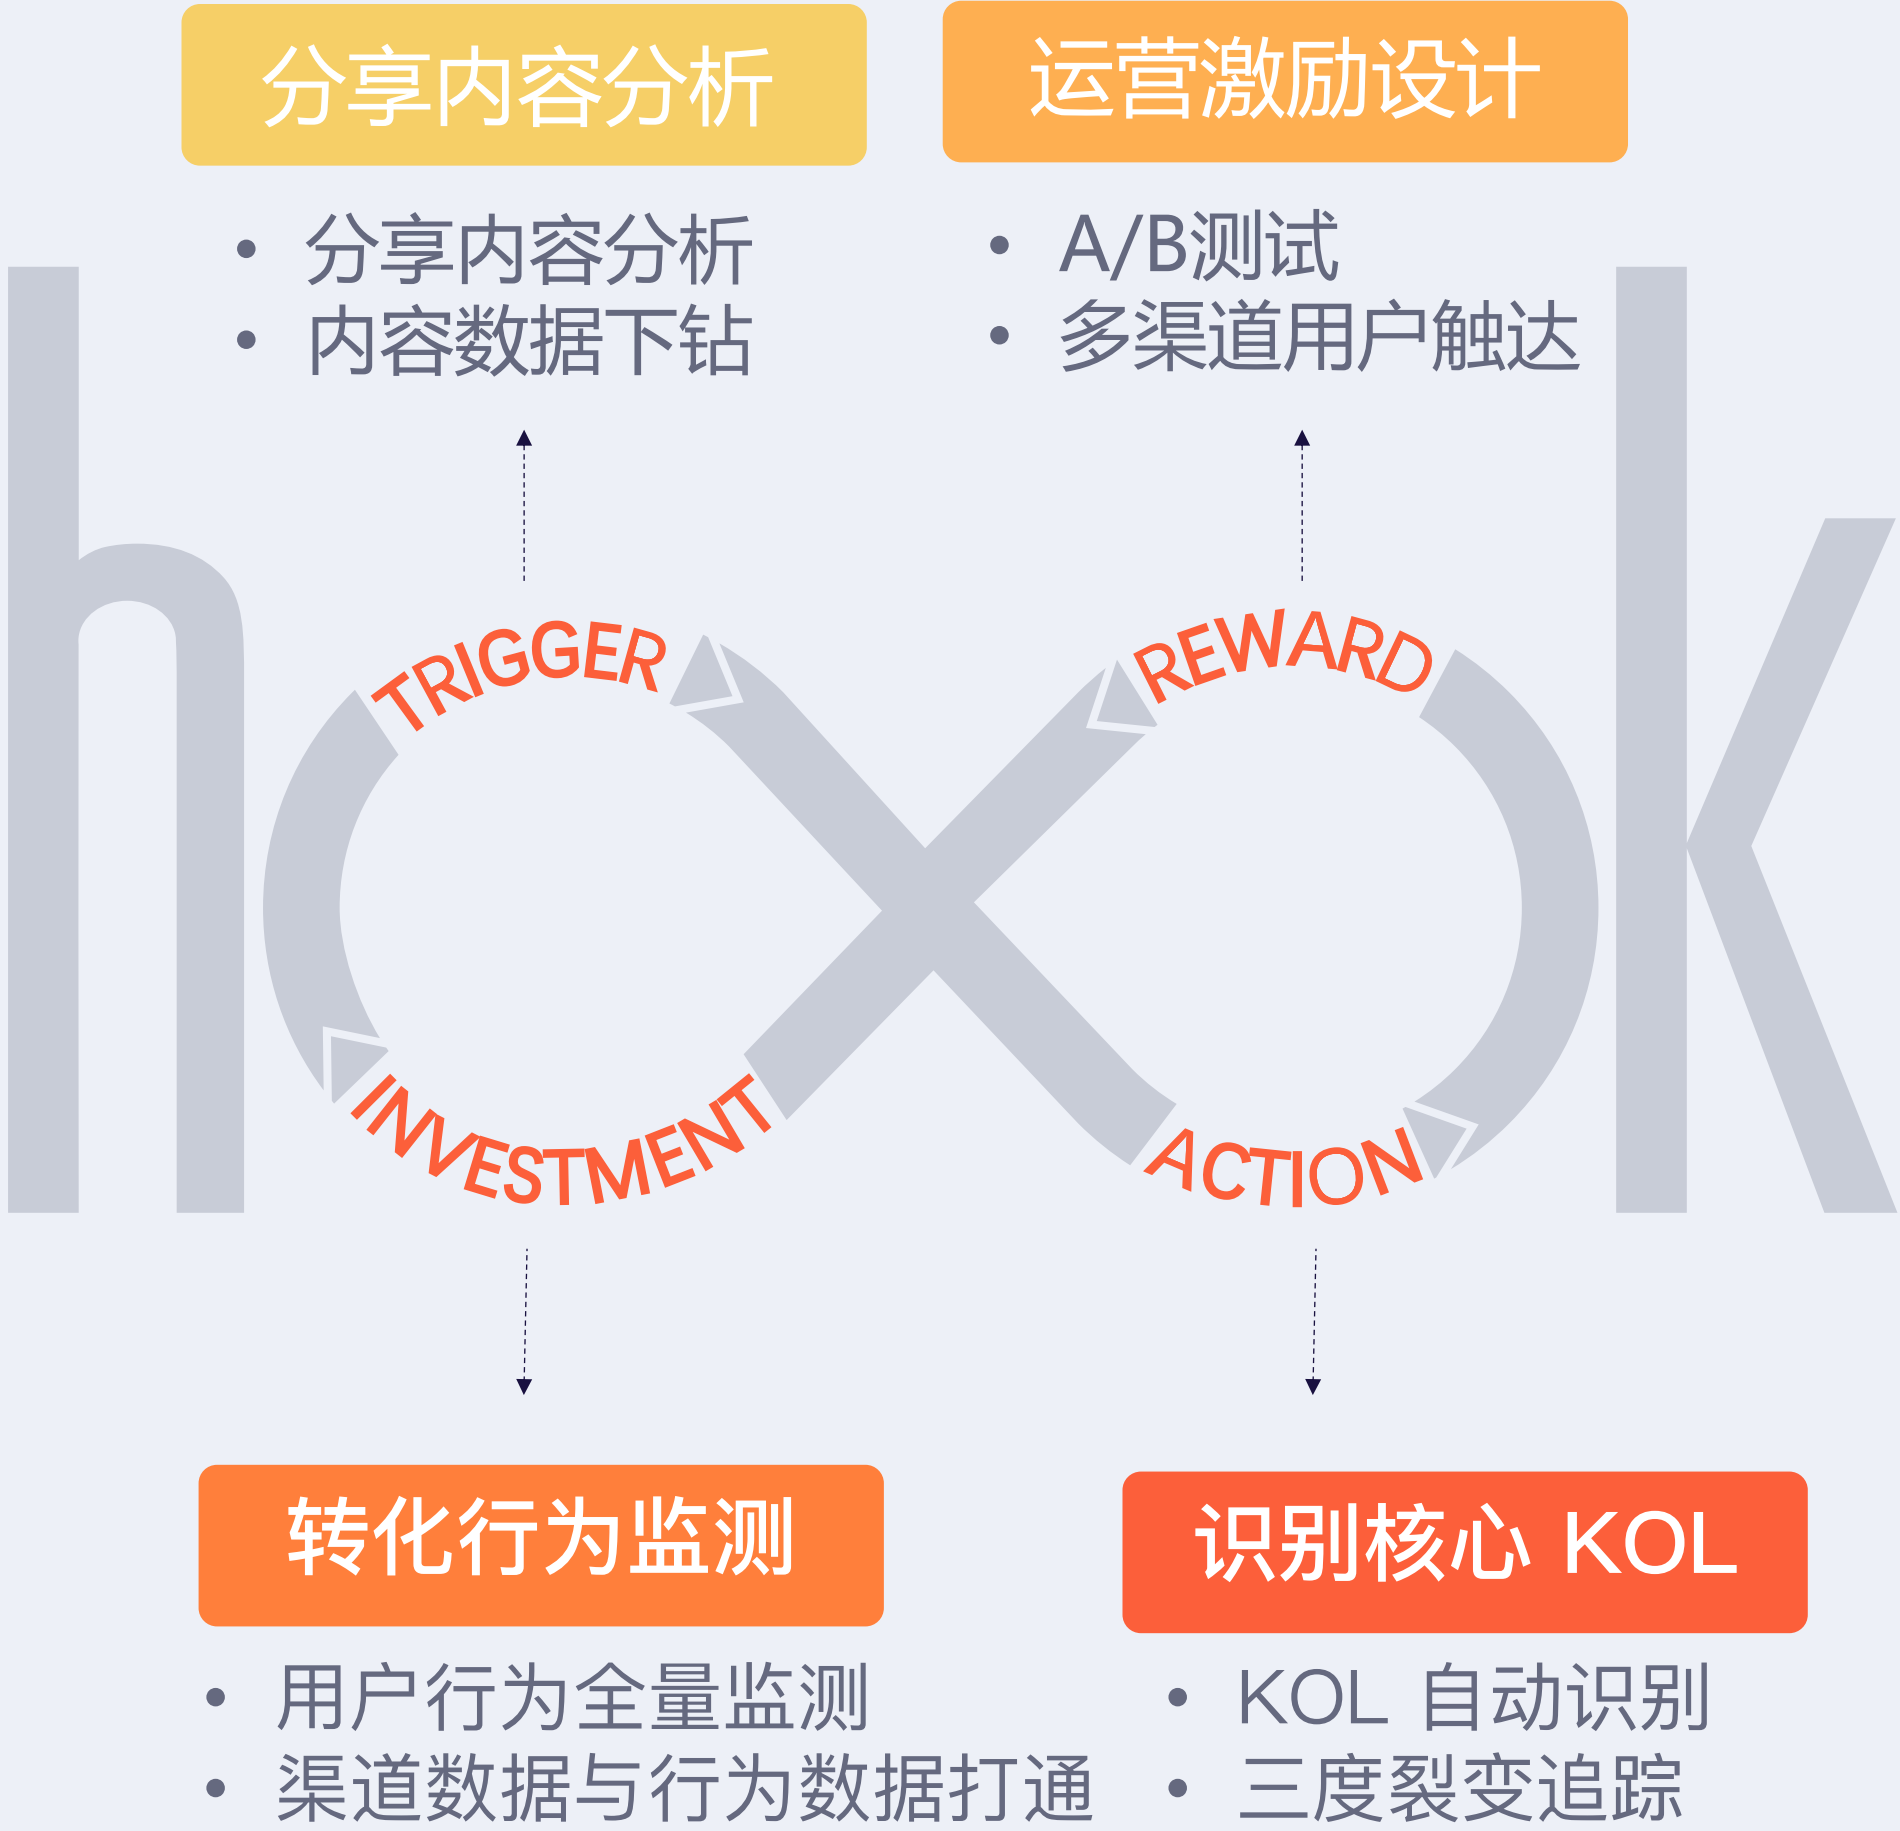 分享内容分析
运营激励设计
• 分享内容分析
• 内容数据下钻
• A/B测试
• 多渠道用户触达
hook
TRIGGER
REWARD
INVESTMENT
ACTION
转化行为监测
识别核心 KOL
• 用户行为全量监测
• 渠道数据与行为数据打通
• KOL 自动识别
• 三度裂变追踪